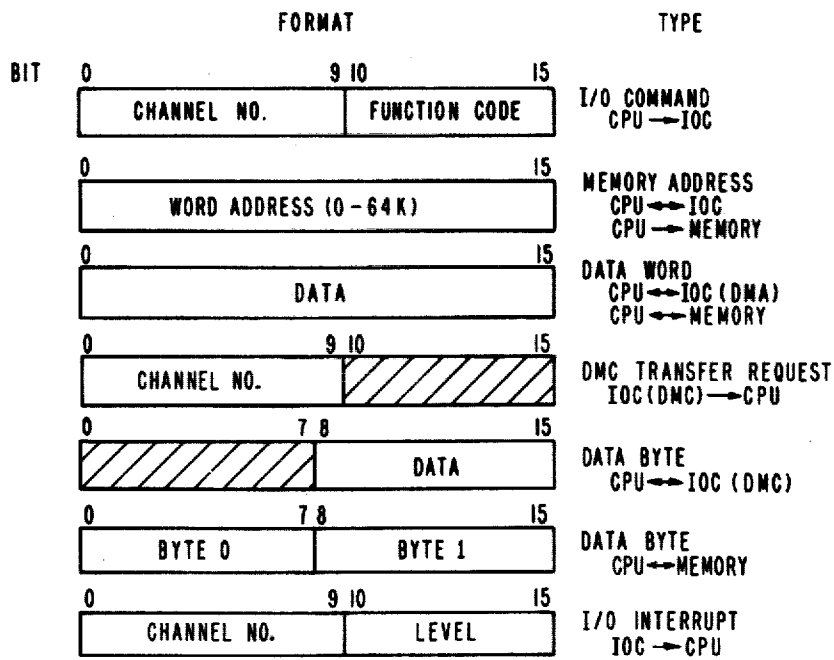 FORMAT TYPE
BIT 0 9 10 15
CHANNEL NO. FUNCTION CODE
I/O COMMAND
CPU → IOC
0 15
WORD ADDRESS (0-64K)
MEMORY ADDRESS
CPU ↔ IOC
CPU → MEMORY
0 15
DATA
DATA WORD
CPU ↔ IOC (DMA)
CPU ↔ MEMORY
0 9 10 15
CHANNEL NO.
DMC TRANSFER REQUEST
IOC(DMC) → CPU
0 7 8 15
DATA
DATA BYTE
CPU ↔ IOC (DMC)
0 7 8 15
BYTE 0 BYTE 1
DATA BYTE
CPU ↔ MEMORY
0 9 10 15
CHANNEL NO. LEVEL
I/O INTERRUPT
IOC → CPU